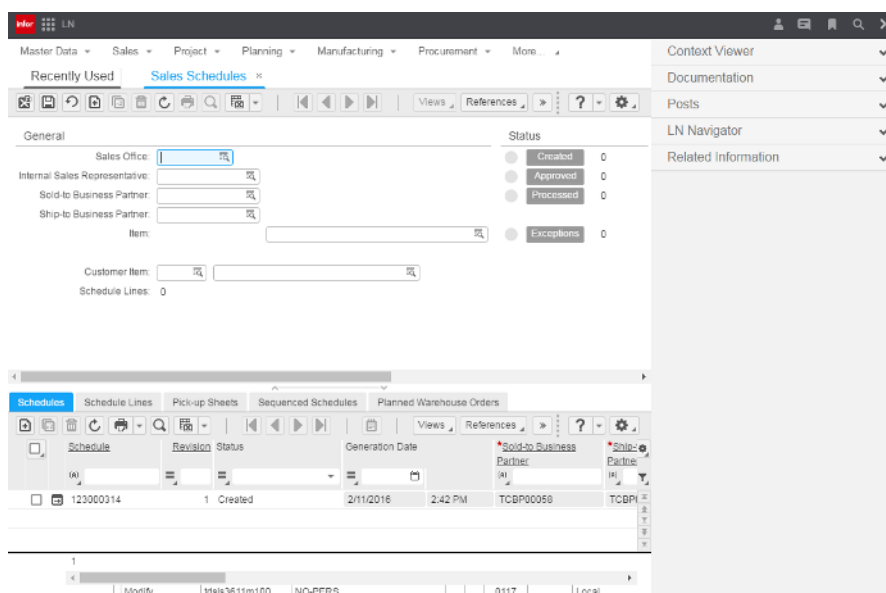 infor LN
Master Data Sales Project Planning Manufacturing Procurement More...
Context Viewer
Documentation
Posts
LN Navigator
Related Information
Recently Used Sales Schedules ×
Views References » ?
General Status
Sales Office: Created 0
Internal Sales Representative: Approved 0
Sold-to Business Partner: Processed 0
Ship-to Business Partner:
Item: Exceptions 0
Customer Item:
Schedule Lines: 0
Schedules Schedule Lines Pick-up Sheets Sequenced Schedules Planned Warehouse Orders
Views References » ?
Schedule Revision Status Generation Date *Sold-to Business *Ship-
Partner Partne
123000314 1 Created 2/11/2016 2:42 PM TCBP00058
1
Modify NO-PERS 0117 Local